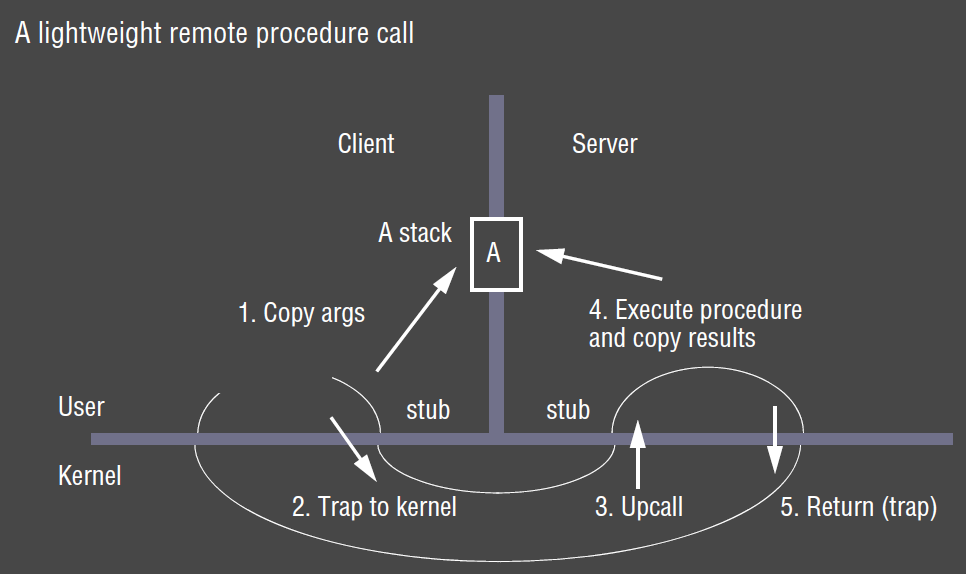 A lightweight remote procedure call
Client
Server
A stack
A
1. Copy args
4. Execute procedure
and copy results
User
stub
stub
Kernel
2. Trap to kernel
3. Upcall
5. Return (trap)